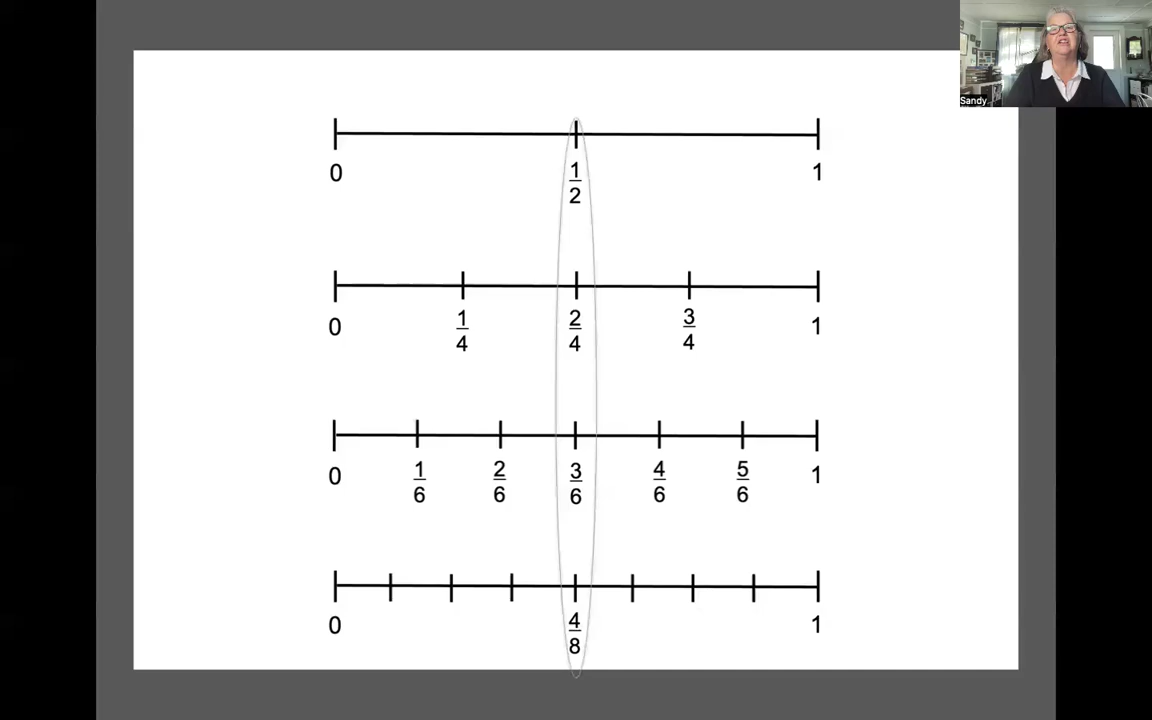 Sandy
0 1/2 1
0 1/4 2/4 3/4 1
0 1/6 2/6 3/6 4/6 5/6 1
0 4/8 1